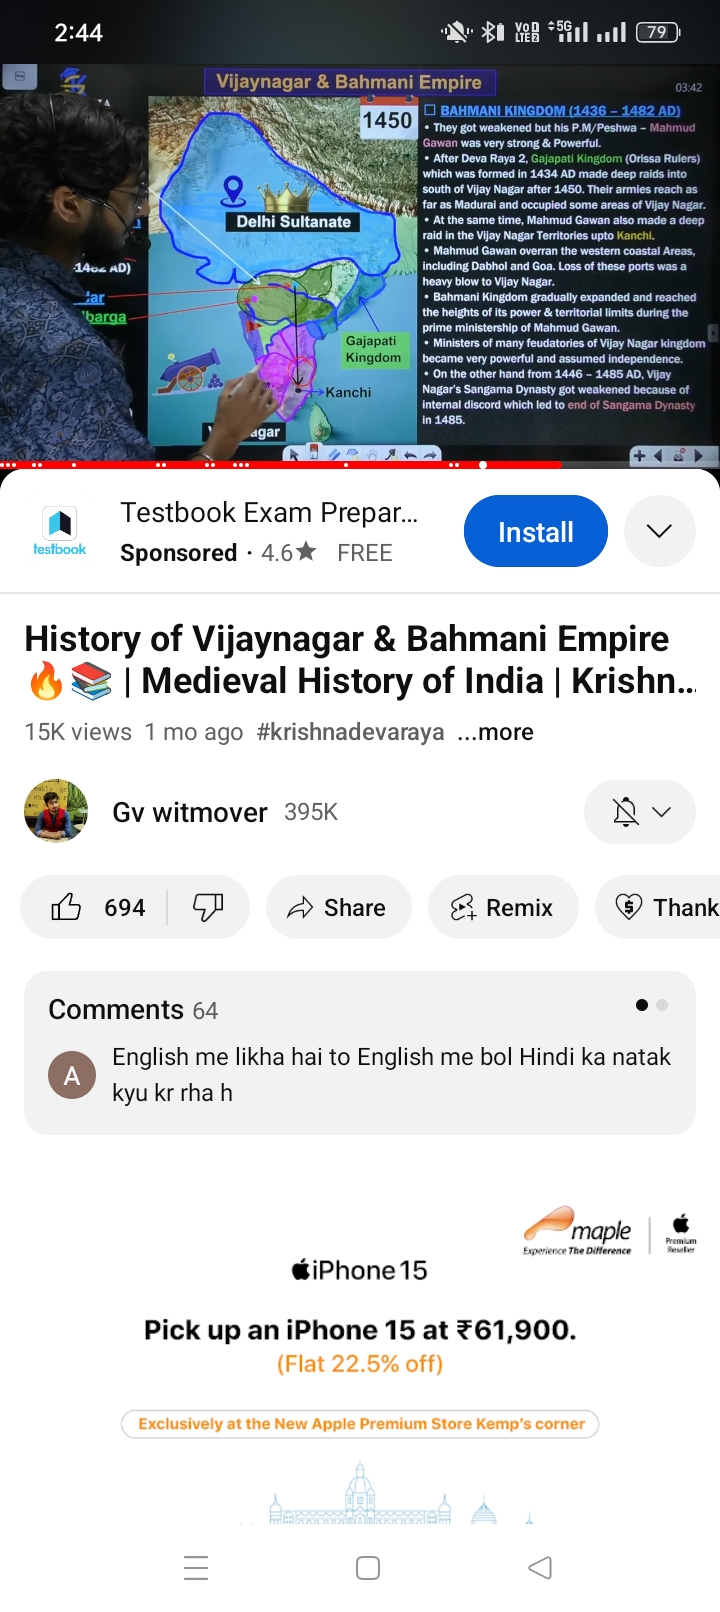 2:44
VoD
LTE2
5G
79
Vijaynagar & Bahmani Empire
03:42
1450
BAHMANI KINGDOM (1436 – 1482 AD)
• They got weakened but his P.M/Peshwa – Mahmud
Gawan was very strong & Powerful.
• After Deva Raya 2, Gajapati Kingdom (Orissa Rulers)
which was formed in 1434 AD made deep raids into
south of Vijay Nagar after 1450. Their armies reach as
far as Madurai and occupied some areas of Vijay Nagar.
• At the same time, Mahmud Gawan also made a deep
raid in the Vijay Nagar Territories upto Kanchi.
• Mahmud Gawan overran the western coastal Areas,
including Dabhol and Goa. Loss of these ports was a
heavy blow to Vijay Nagar.
• Bahmani Kingdom gradually expanded and reached
the heights of its power & territorial limits during the
prime ministership of Mahmud Gawan.
• Ministers of many feudatories of Vijay Nagar kingdom
became very powerful and assumed independence.
• On the other hand from 1446 – 1485 AD, Vijay
Nagar's Sangama Dynasty got weakened because of
internal discord which led to end of Sangama Dynasty
in 1485.
Delhi Sultanate
-1482 AD)
ar
barga
Gajapati
Kingdom
Kanchi
agar
testbook
Testbook Exam Prepar...
Sponsored · 4.6★ FREE
Install
History of Vijaynagar & Bahmani Empire
🔥📚 | Medieval History of India | Krishn...
15K views 1 mo ago #krishnadevaraya ...more
Gv witmover 395K
694
Share
Remix
Thank
Comments 64
A
English me likha hai to English me bol Hindi ka natak
kyu kr rha h
maple
Experience The Difference
Premium
Reseller
iPhone 15
Pick up an iPhone 15 at ₹61,900.
(Flat 22.5% off)
Exclusively at the New Apple Premium Store Kemp's corner